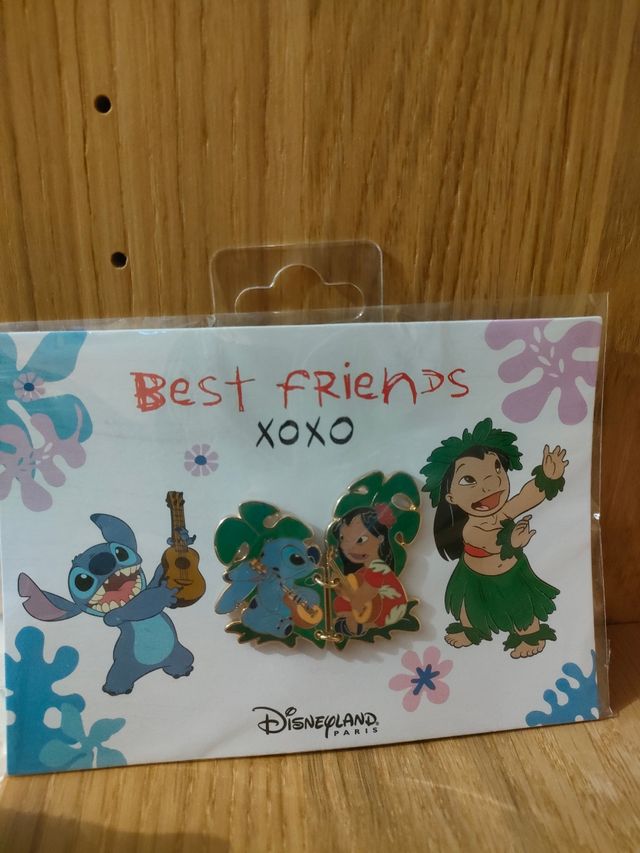 Best Friends
XOXO
Disneyland
PARIS